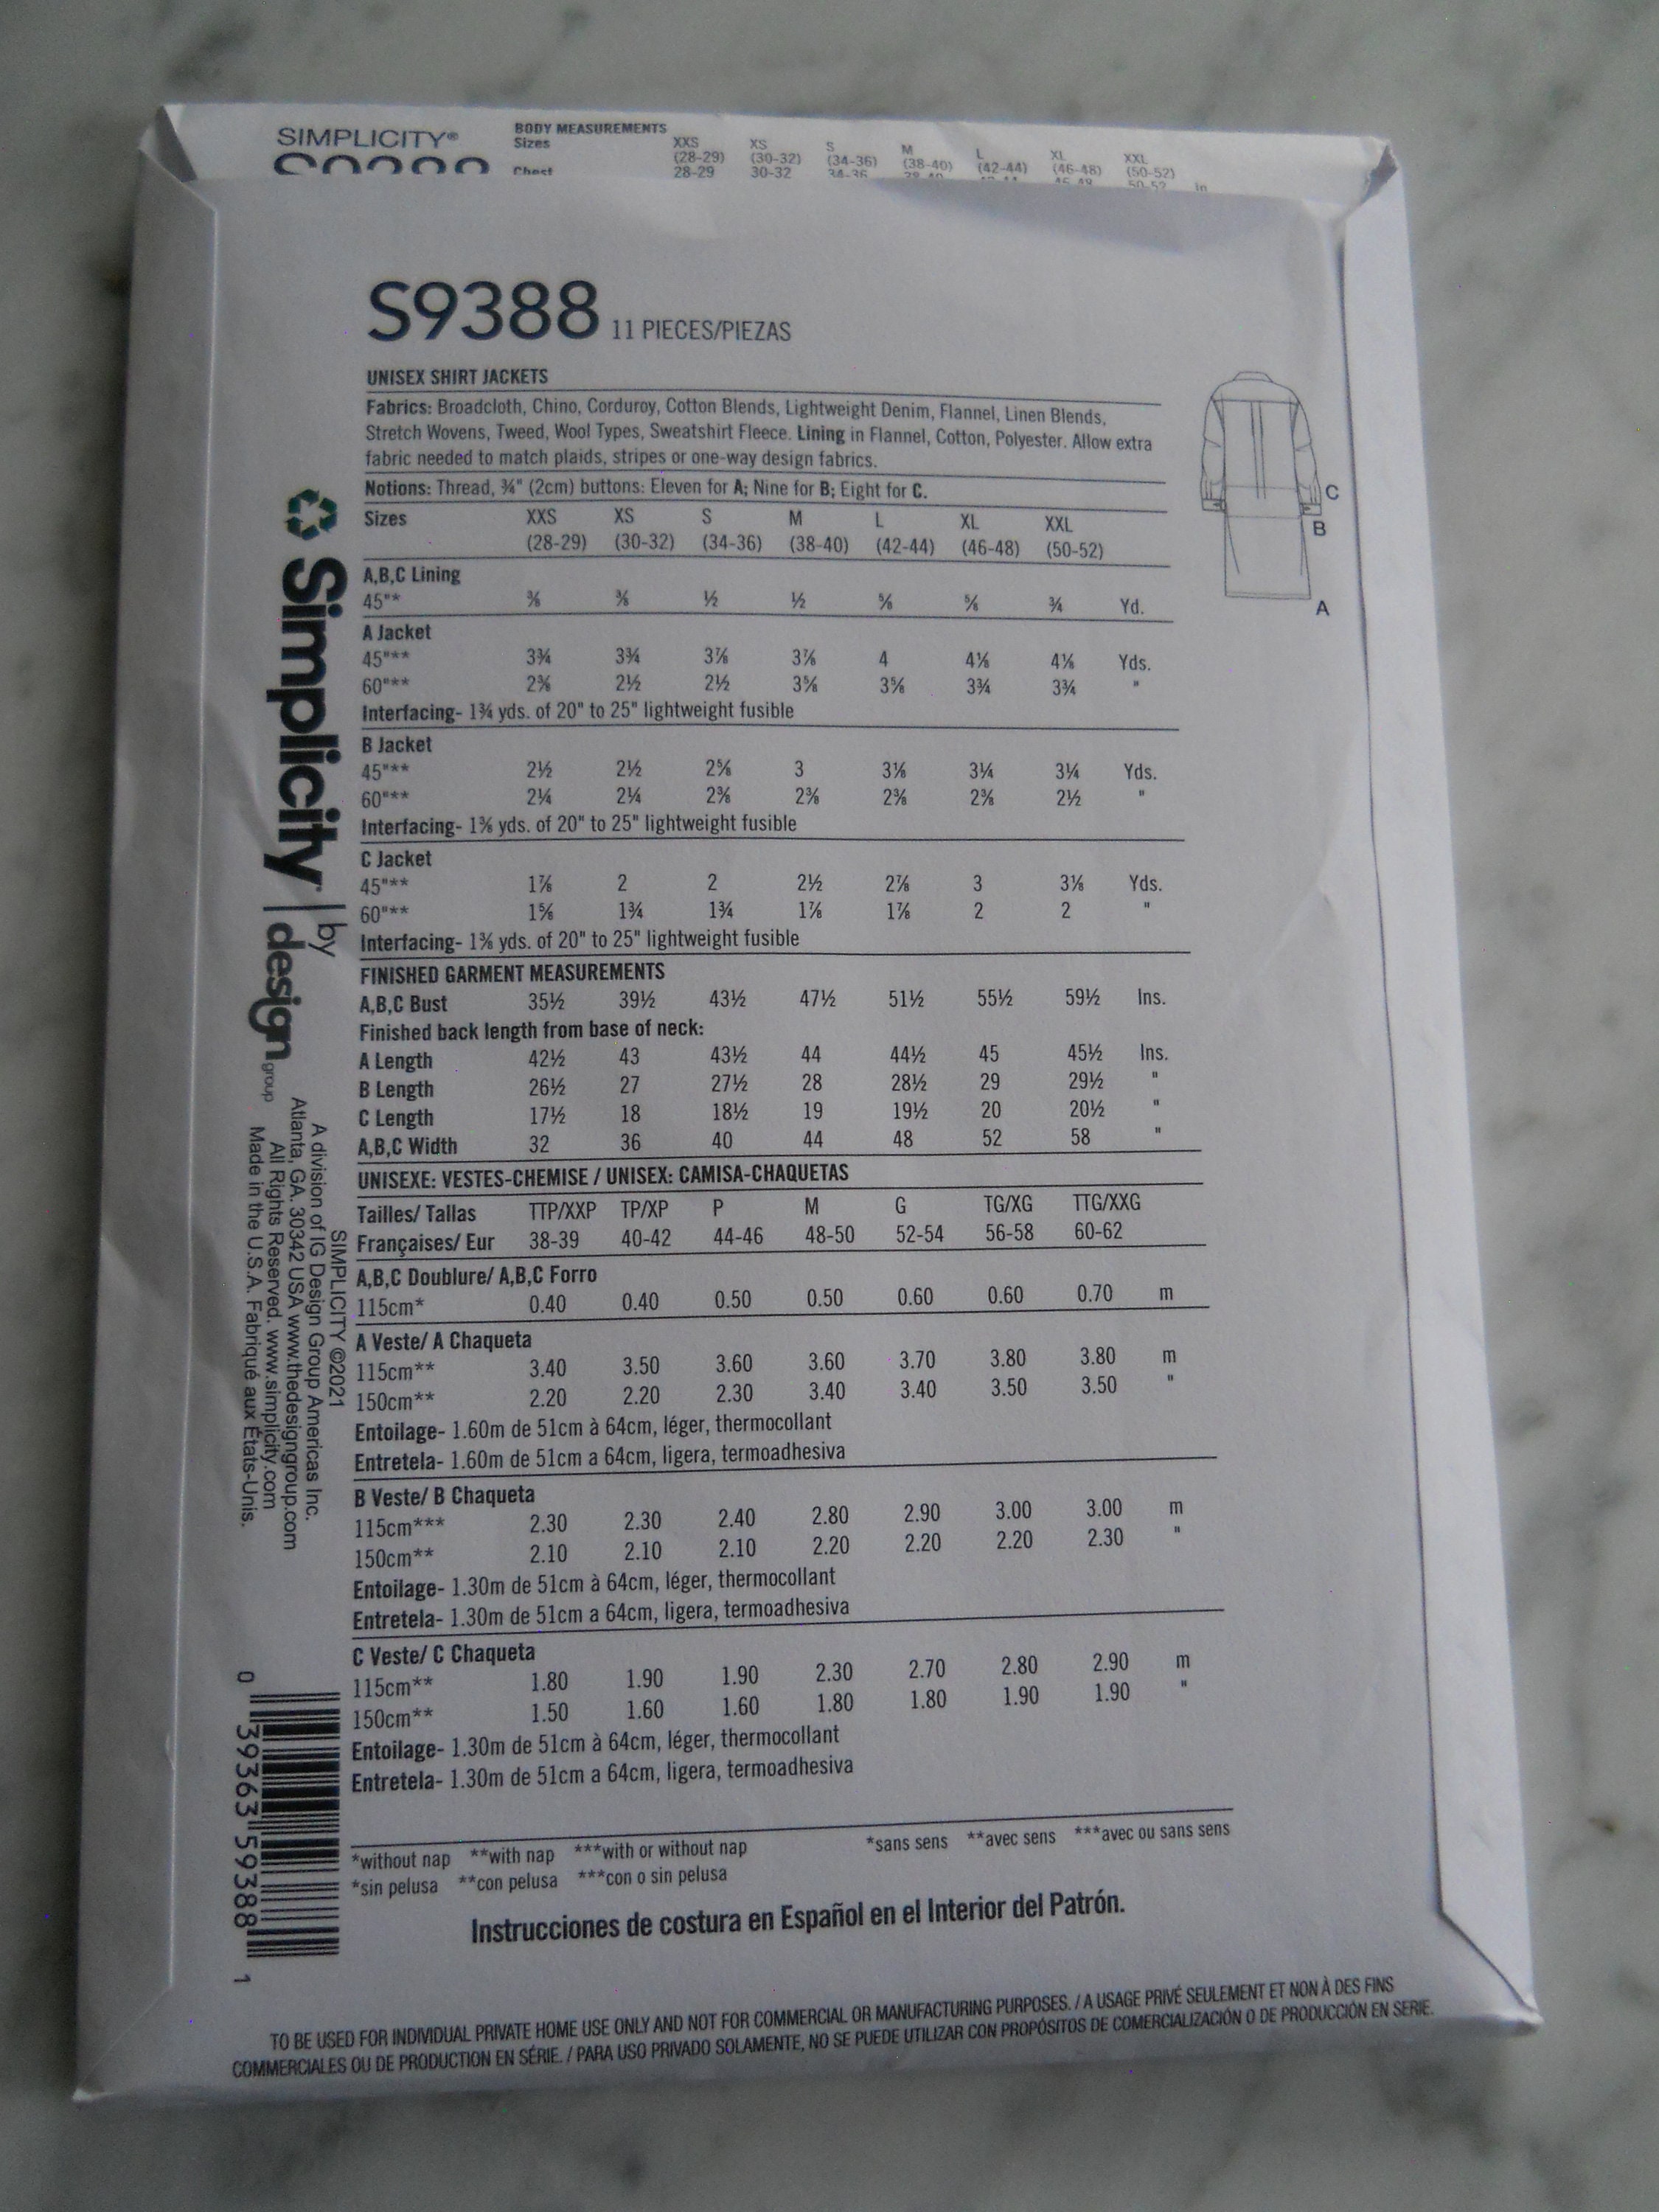 SIMPLICITY®
BODY MEASUREMENTS
Sizes XXS XS S M L XL XXL
(28-29) (30-32) (34-36) (38-40) (42-44) (46-48) (50-52)
Chest 28-29 30-32 34-36 38-40 In
S9388 11 PIECES/PIEZAS
UNISEX SHIRT JACKETS
Fabrics: Broadcloth, Chino, Corduroy, Cotton Blends, Lightweight Denim, Flannel, Linen Blends,
Stretch Wovens, Tweed, Wool Types, Sweatshirt Fleece. Lining in Flannel, Cotton, Polyester. Allow extra
fabric needed to match plaids, stripes or one-way design fabrics.
Notions: Thread, ¾" (2cm) buttons: Eleven for A; Nine for B; Eight for C.
Sizes XXS XS S M L XL XXL
(28-29) (30-32) (34-36) (38-40) (42-44) (46-48) (50-52)
A,B,C Lining
45"* ⅜ ⅜ ½ ½ ⅝ ⅝ ¾ Yd.
A Jacket
45"** 3¾ 3¾ 3⅞ 3⅞ 4 4⅛ 4⅛ Yds.
60"** 2⅜ 2½ 2½ 3⅝ 3⅝ 3¾ 3¾ "
Interfacing- 1¾ yds. of 20" to 25" lightweight fusible
B Jacket
45"** 2½ 2½ 2⅝ 3 3⅛ 3¼ 3¼ Yds.
60"** 2¼ 2¼ 2⅜ 2⅜ 2⅜ 2⅜ 2½ "
Interfacing- 1⅜ yds. of 20" to 25" lightweight fusible
C Jacket
45"** 1⅞ 2 2 2½ 2⅞ 3 3⅛ Yds.
60"** 1⅝ 1¾ 1¾ 1⅞ 1⅞ 2 2 "
Interfacing- 1⅜ yds. of 20" to 25" lightweight fusible
FINISHED GARMENT MEASUREMENTS
A,B,C Bust 35½ 39½ 43½ 47½ 51½ 55½ 59½ Ins.
Finished back length from base of neck:
A Length 42½ 43 43½ 44 44½ 45 45½ Ins.
B Length 26½ 27 27½ 28 28½ 29 29½ "
C Length 17½ 18 18½ 19 19½ 20 20½ "
A,B,C Width 32 36 40 44 48 52 58 "
UNISEXE: VESTES-CHEMISE / UNISEX: CAMISA-CHAQUETAS
Tailles/ Tallas TTP/XXP TP/XP P M G TG/XG TTG/XXG
Françaises/ Eur 38-39 40-42 44-46 48-50 52-54 56-58 60-62
A,B,C Doublure/ A,B,C Forro
115cm* 0.40 0.40 0.50 0.50 0.60 0.60 0.70 m
A Veste/ A Chaqueta
115cm** 3.40 3.50 3.60 3.60 3.70 3.80 3.80 m
150cm** 2.20 2.20 2.30 3.40 3.40 3.50 3.50 "
Entoilage- 1.60m de 51cm à 64cm, léger, thermocollant
Entretela- 1.60m de 51cm a 64cm, ligera, termoadhesiva
B Veste/ B Chaqueta
115cm*** 2.30 2.30 2.40 2.80 2.90 3.00 3.00 m
150cm** 2.10 2.10 2.10 2.20 2.20 2.20 2.30 "
Entoilage- 1.30m de 51cm à 64cm, léger, thermocollant
Entretela- 1.30m de 51cm a 64cm, ligera, termoadhesiva
C Veste/ C Chaqueta
115cm** 1.80 1.90 1.90 2.30 2.70 2.80 2.90 m
150cm** 1.50 1.60 1.60 1.80 1.80 1.90 1.90 "
Entoilage- 1.30m de 51cm à 64cm, léger, thermocollant
Entretela- 1.30m de 51cm a 64cm, ligera, termoadhesiva
*without nap **with nap ***with or without nap *sans sens **avec sens ***avec ou sans sens
*sin pelusa **con pelusa ***con o sin pelusa
Instrucciones de costura en Español en el Interior del Patrón.
TO BE USED FOR INDIVIDUAL PRIVATE HOME USE ONLY AND NOT FOR COMMERCIAL OR MANUFACTURING PURPOSES. / A USAGE PRIVÉ SEULEMENT ET NON À DES FINS
COMMERCIALES OU DE PRODUCTION EN SÉRIE. / PARA USO PRIVADO SOLAMENTE, NO SE PUEDE UTILIZAR CON PROPÓSITOS DE COMERCIALIZACIÓN O DE PRODUCCIÓN EN SERIE.
C
B
A
Simplicity | by design group
SIMPLICITY ©2021
A division of IG Design Group Americas Inc.
Atlanta, GA. 30342 USA www.thedesigngroup.com
All Rights Reserved. www.simplicity.com
Made in the U.S.A. Fabriqué aux États-Unis.
0 39363 59388 1